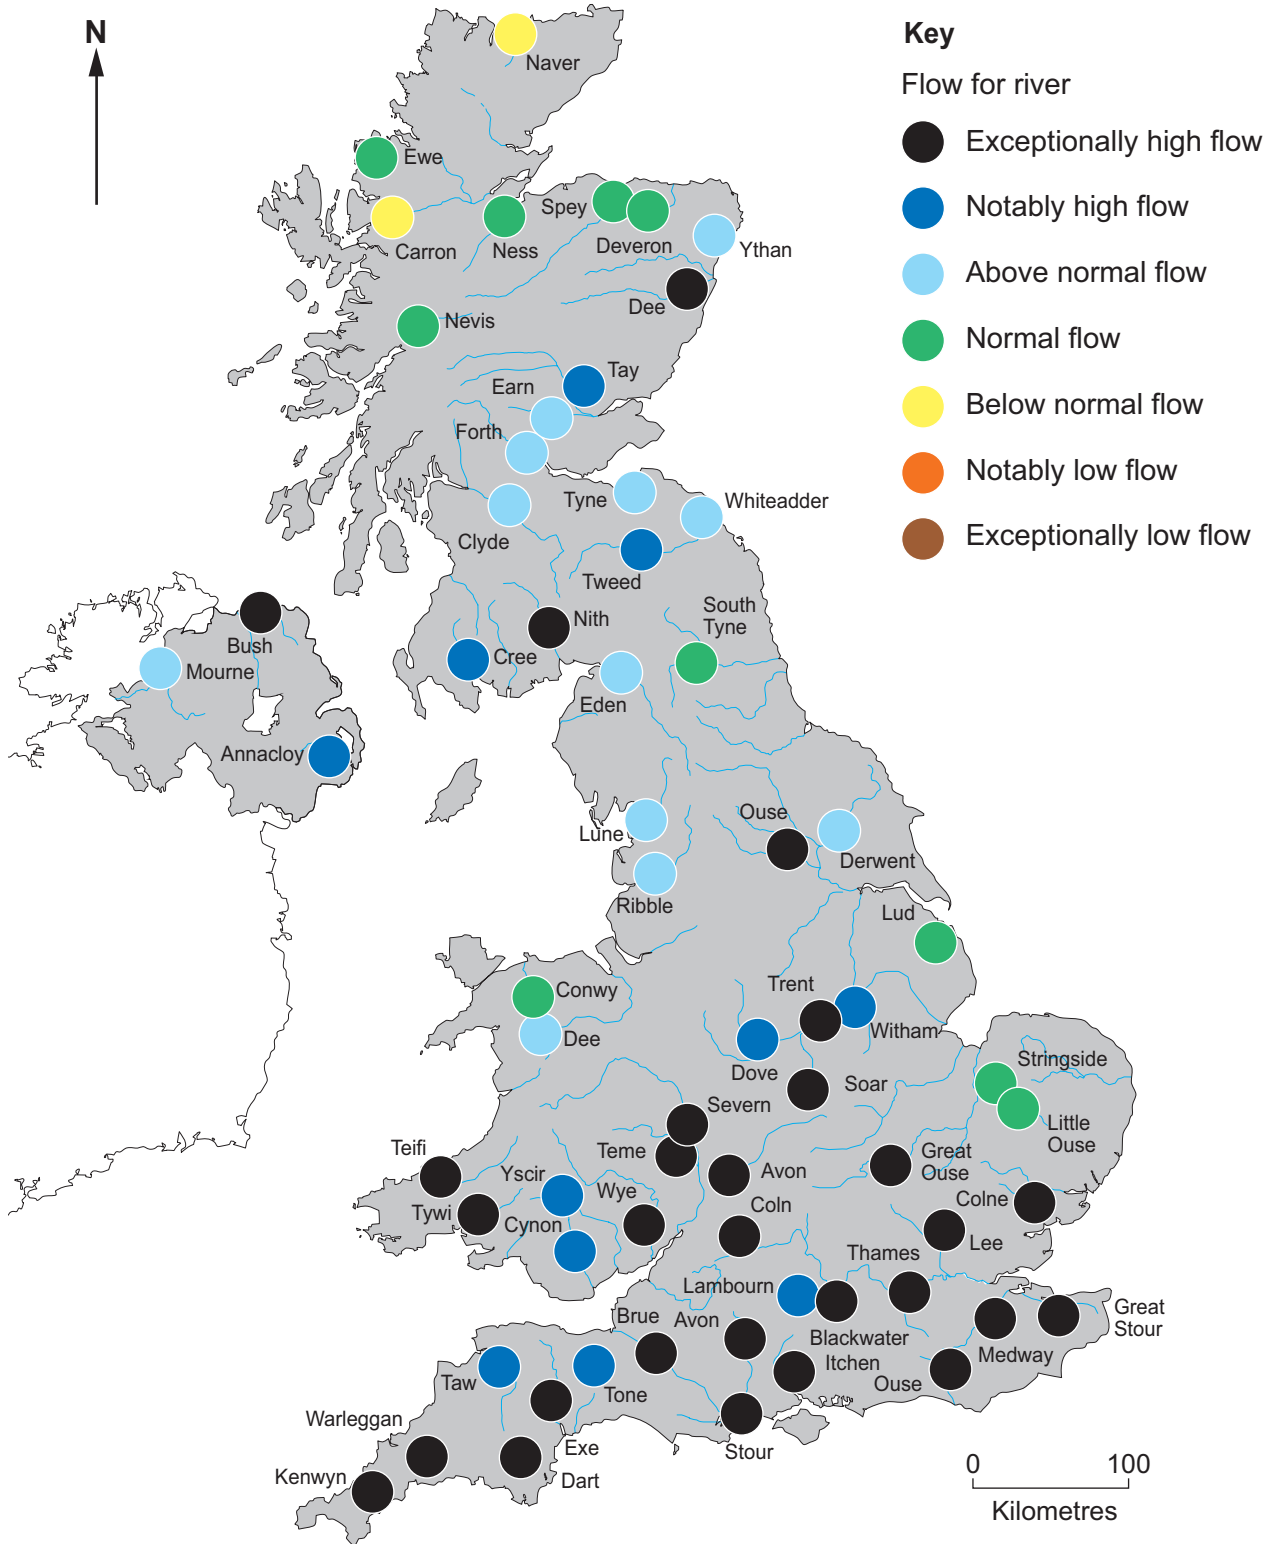 N
Naver
Ewe
Carron
Ness
Spey
Deveron
Ythan
Dee
Nevis
Tay
Earn
Forth
Tyne
Whiteadder
Clyde
Tweed
South
Tyne
Nith
Cree
Eden
Bush
Mourne
Annacloy
Lune
Ouse
Derwent
Ribble
Lud
Conwy
Dee
Trent
Witham
Dove
Soar
Stringside
Little
Ouse
Severn
Teme
Avon
Great
Ouse
Teifi
Tywi
Yscir
Cynon
Wye
Coln
Colne
Lee
Thames
Lambourn
Blackwater
Great
Stour
Medway
Brue
Avon
Itchen
Ouse
Taw
Tone
Stour
Exe
Dart
Warleggan
Kenwyn
Key
Flow for river
Exceptionally high flow
Notably high flow
Above normal flow
Normal flow
Below normal flow
Notably low flow
Exceptionally low flow
0 100
Kilometres